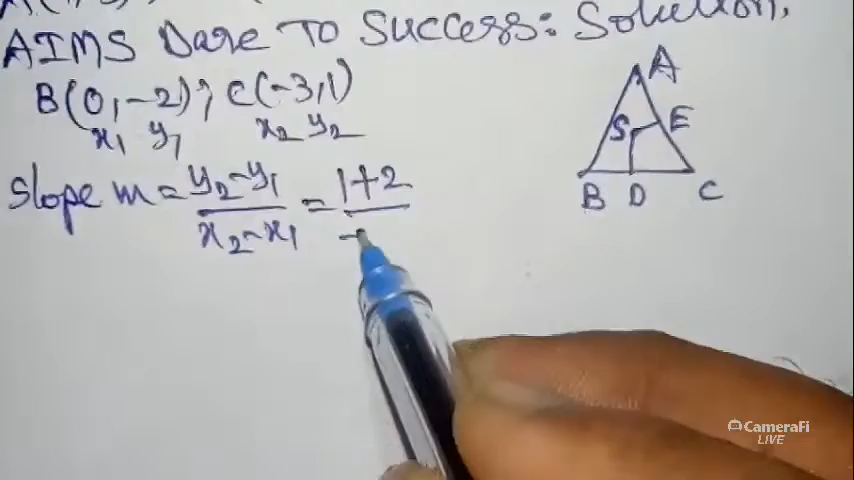 AIMS Dare To Success: Solution,
B(0,-2); C(-3,1)
x₁ y₁ x₂ y₂
Slope m = y₂-y₁ / x₂-x₁ = 1+2 / -
A
S E
B D C
CameraFi
LIVE